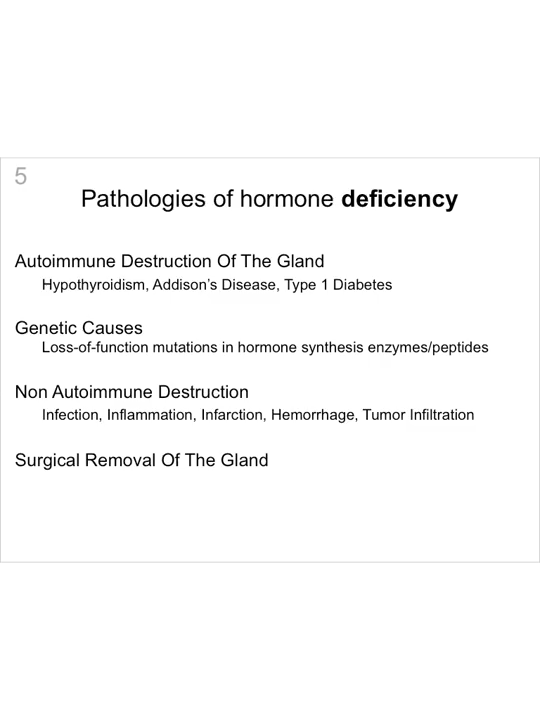 5
Pathologies of hormone deficiency
Autoimmune Destruction Of The Gland
Hypothyroidism, Addison's Disease, Type 1 Diabetes
Genetic Causes
Loss-of-function mutations in hormone synthesis enzymes/peptides
Non Autoimmune Destruction
Infection, Inflammation, Infarction, Hemorrhage, Tumor Infiltration
Surgical Removal Of The Gland